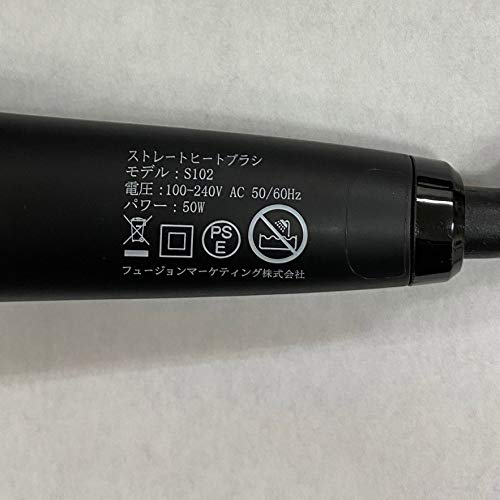 ストレートヒートブラシ
モデル : S102
電圧 : 100-240V AC 50/60Hz
パワー : 50W
PS
E
フュージョンマーケティング株式会社